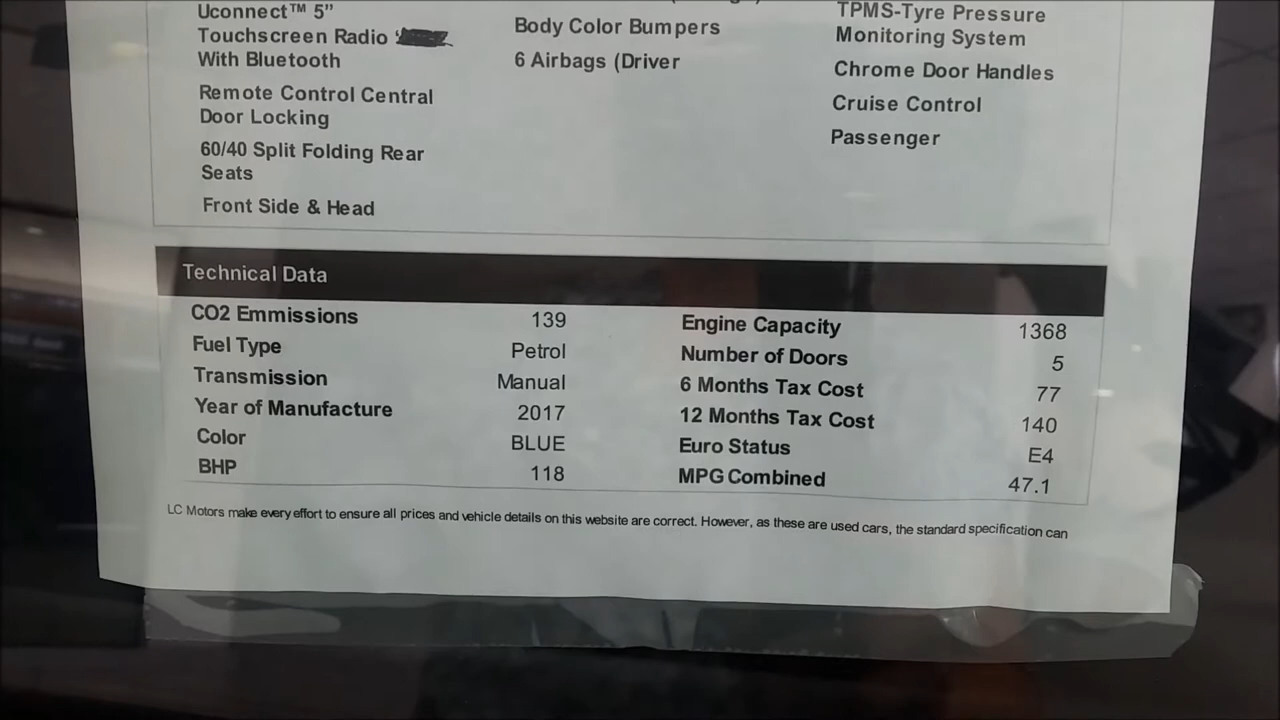 Uconnect™ 5”
Touchscreen Radio
With Bluetooth
Remote Control Central
Door Locking
60/40 Split Folding Rear
Seats
Front Side & Head
Body Color Bumpers
6 Airbags (Driver
TPMS-Tyre Pressure
Monitoring System
Chrome Door Handles
Cruise Control
Passenger
Technical Data
CO2 Emmissions 139
Fuel Type Petrol
Transmission Manual
Year of Manufacture 2017
Color BLUE
BHP 118
Engine Capacity 1368
Number of Doors 5
6 Months Tax Cost 77
12 Months Tax Cost 140
Euro Status E4
MPG Combined 47.1
LC Motors make every effort to ensure all prices and vehicle details on this website are correct. However, as these are used cars, the standard specification can